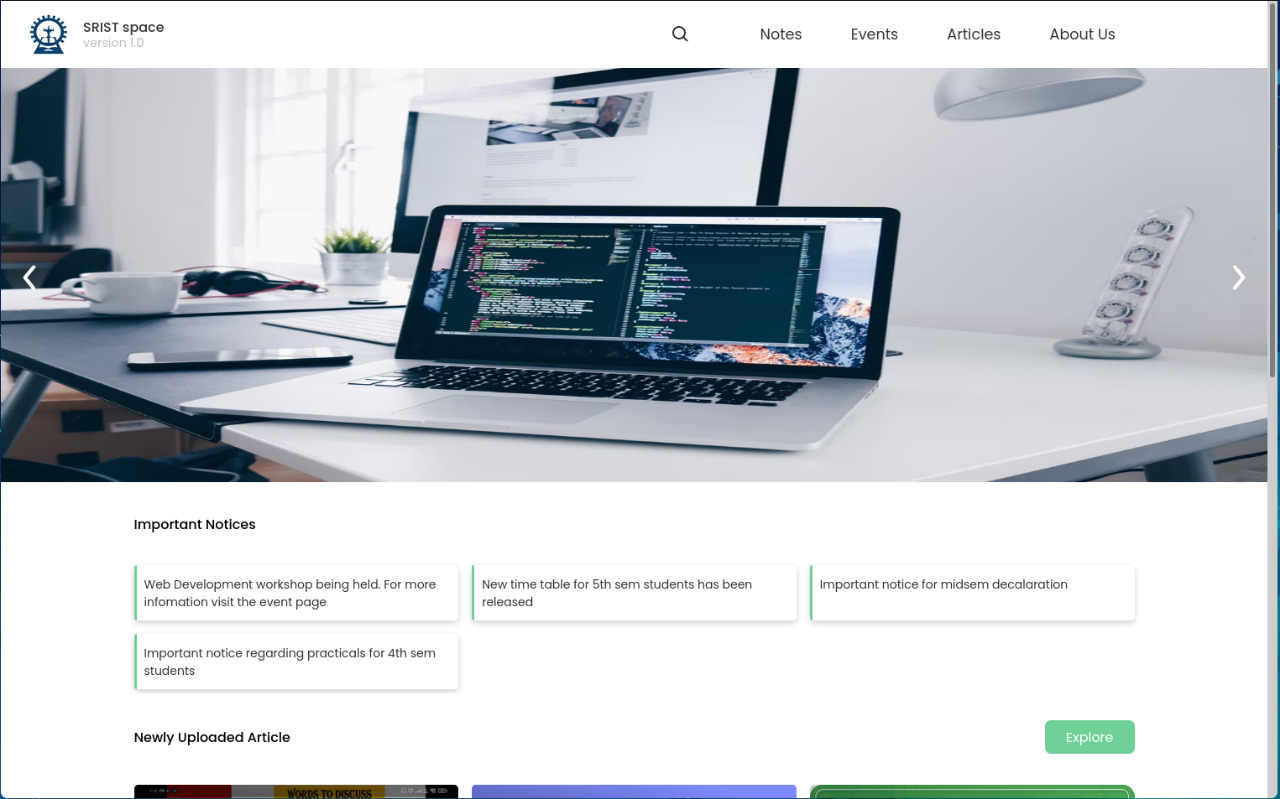 SRIST space
version 1.0
Notes
Events
Articles
About Us
Important Notices
Web Development workshop being held. For more
infomation visit the event page
New time table for 5th sem students has been
released
Important notice for midsem decalaration
Important notice regarding practicals for 4th sem
students
Newly Uploaded Article
Explore
WORDS TO DISCUSS